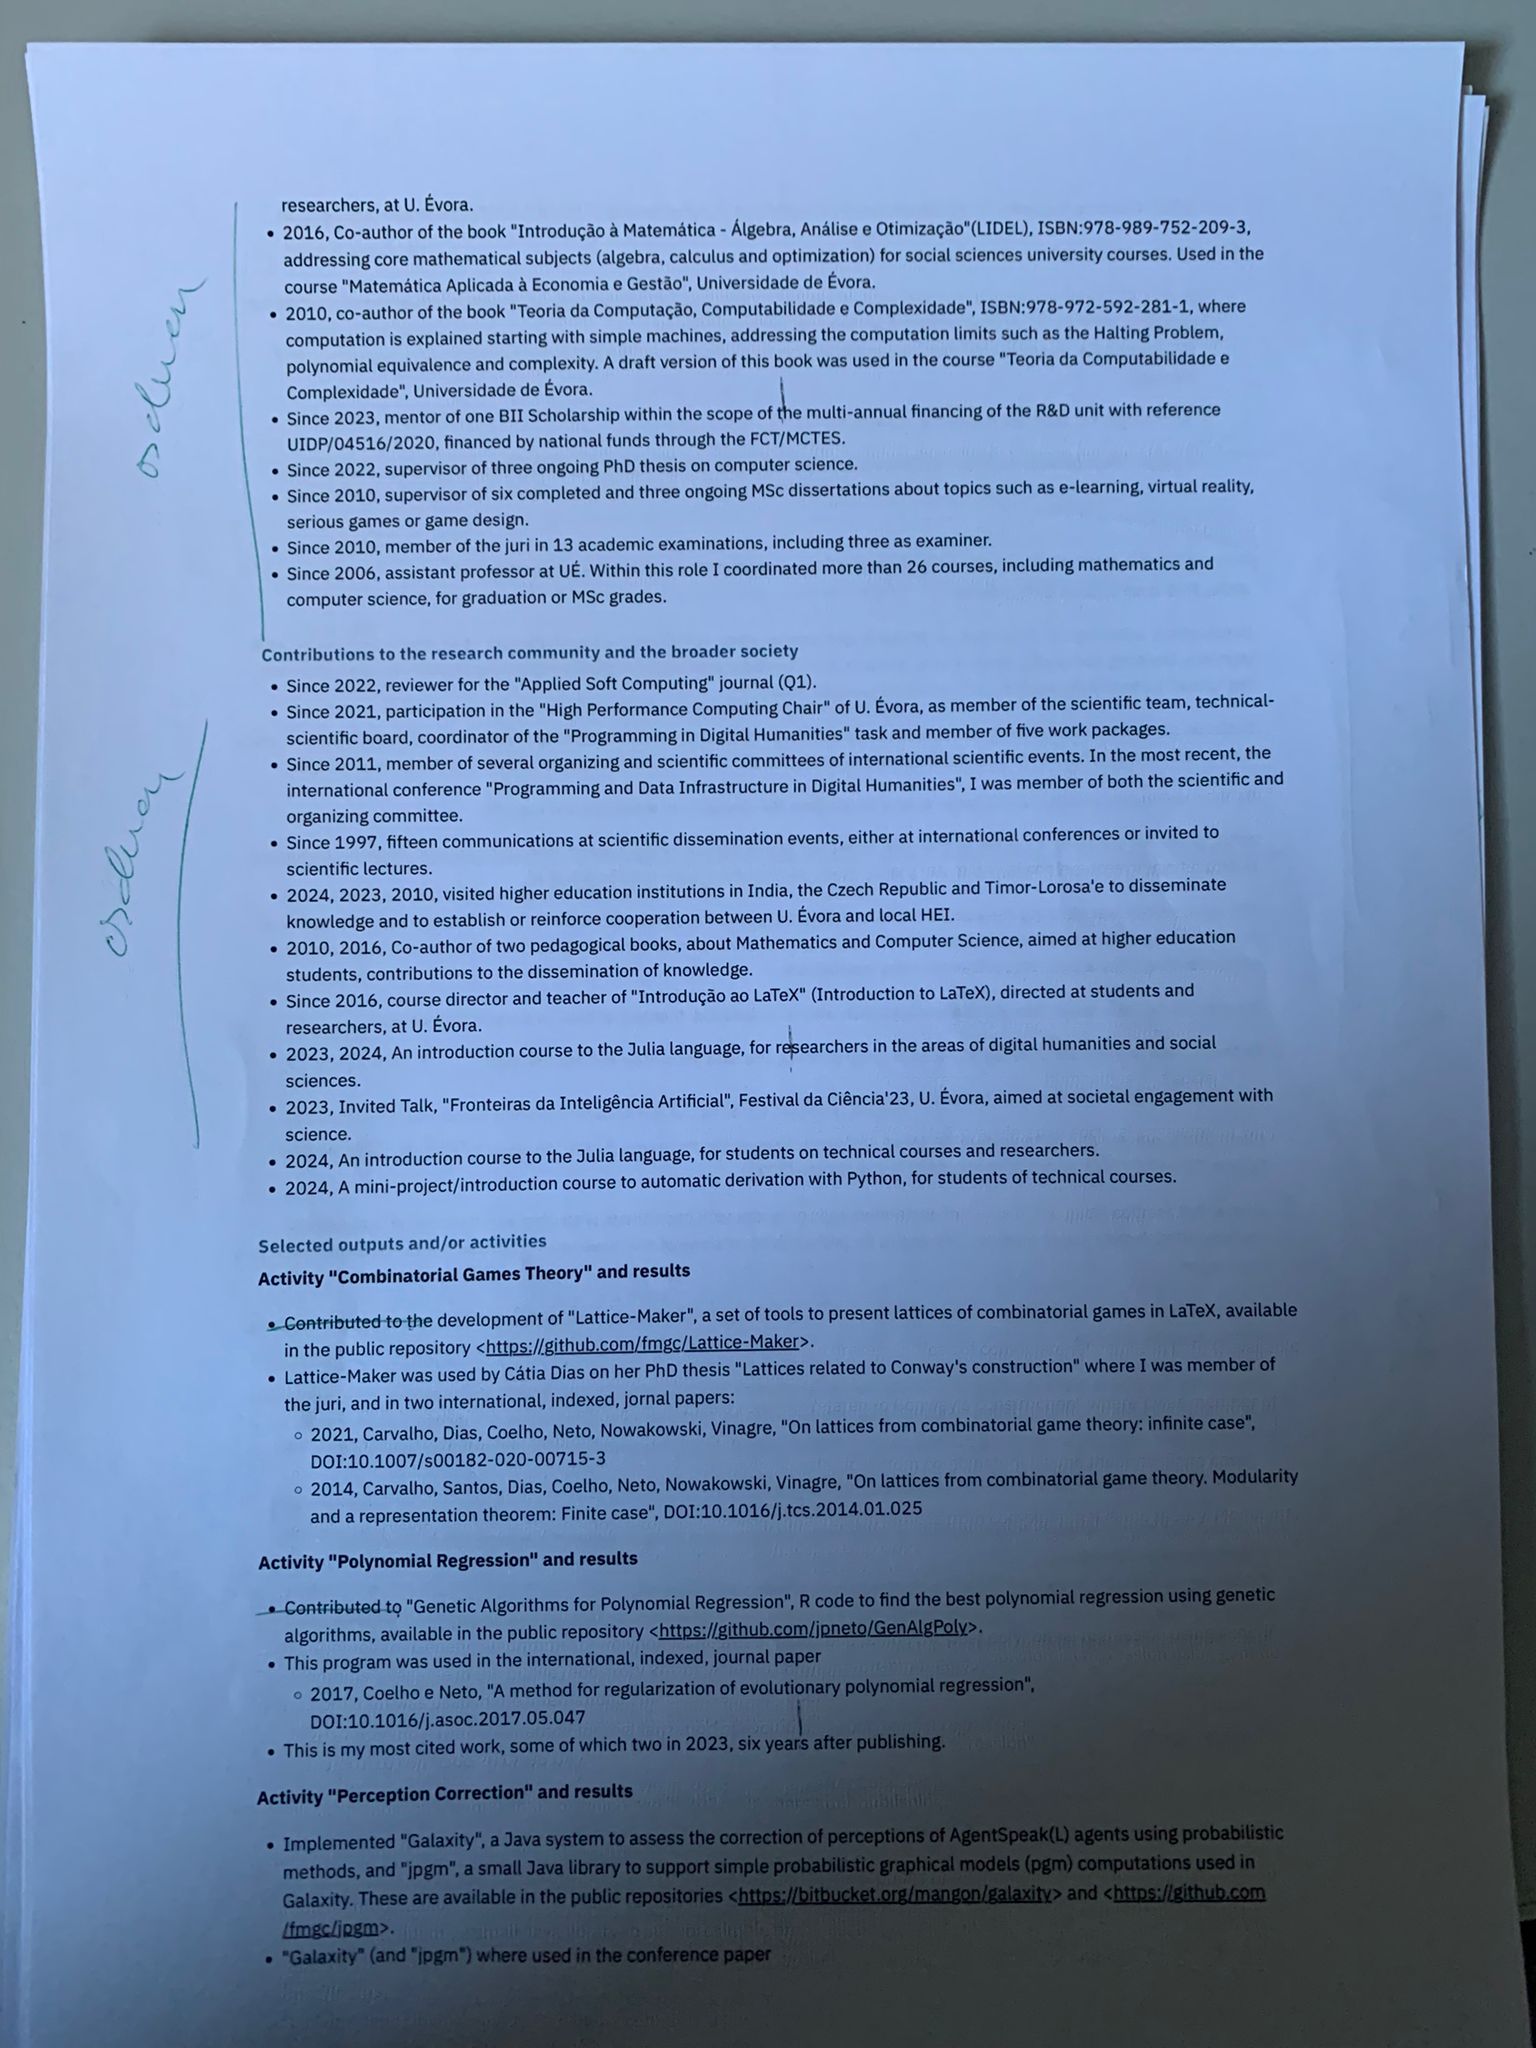 researchers, at U. Évora.
• 2016, Co-author of the book "Introdução à Matemática - Álgebra, Análise e Otimização"(LIDEL), ISBN:978-989-752-209-3,
addressing core mathematical subjects (algebra, calculus and optimization) for social sciences university courses. Used in the
course "Matemática Aplicada à Economia e Gestão", Universidade de Évora.
• 2010, co-author of the book "Teoria da Computação, Computabilidade e Complexidade", ISBN:978-972-592-281-1, where
computation is explained starting with simple machines, addressing the computation limits such as the Halting Problem,
polynomial equivalence and complexity. A draft version of this book was used in the course "Teoria da Computabilidade e
Complexidade", Universidade de Évora.
• Since 2023, mentor of one BII Scholarship within the scope of the multi-annual financing of the R&D unit with reference
UIDP/04516/2020, financed by national funds through the FCT/MCTES.
• Since 2022, supervisor of three ongoing PhD thesis on computer science.
• Since 2010, supervisor of six completed and three ongoing MSc dissertations about topics such as e-learning, virtual reality,
serious games or game design.
• Since 2010, member of the juri in 13 academic examinations, including three as examiner.
• Since 2006, assistant professor at UÉ. Within this role I coordinated more than 26 courses, including mathematics and
computer science, for graduation or MSc grades.
Contributions to the research community and the broader society
• Since 2022, reviewer for the "Applied Soft Computing" journal (Q1).
• Since 2021, participation in the "High Performance Computing Chair" of U. Évora, as member of the scientific team, technical-
scientific board, coordinator of the "Programming in Digital Humanities" task and member of five work packages.
• Since 2011, member of several organizing and scientific committees of international scientific events. In the most recent, the
international conference "Programming and Data Infrastructure in Digital Humanities", I was member of both the scientific and
organizing committee.
• Since 1997, fifteen communications at scientific dissemination events, either at international conferences or invited to
scientific lectures.
• 2024, 2023, 2010, visited higher education institutions in India, the Czech Republic and Timor-Lorosa'e to disseminate
knowledge and to establish or reinforce cooperation between U. Évora and local HEI.
• 2010, 2016, Co-author of two pedagogical books, about Mathematics and Computer Science, aimed at higher education
students, contributions to the dissemination of knowledge.
• Since 2016, course director and teacher of "Introdução ao LaTeX" (Introduction to LaTeX), directed at students and
researchers, at U. Évora.
• 2023, 2024, An introduction course to the Julia language, for researchers in the areas of digital humanities and social
sciences.
• 2023, Invited Talk, "Fronteiras da Inteligência Artificial", Festival da Ciência'23, U. Évora, aimed at societal engagement with
science.
• 2024, An introduction course to the Julia language, for students on technical courses and researchers.
• 2024, A mini-project/introduction course to automatic derivation with Python, for students of technical courses.
Selected outputs and/or activities
Activity "Combinatorial Games Theory" and results
• Contributed to the development of "Lattice-Maker", a set of tools to present lattices of combinatorial games in LaTeX, available
in the public repository <https://github.com/fmgc/Lattice-Maker>.
• Lattice-Maker was used by Cátia Dias on her PhD thesis "Lattices related to Conway's construction" where I was member of
the juri, and in two international, indexed, jornal papers:
◦ 2021, Carvalho, Dias, Coelho, Neto, Nowakowski, Vinagre, "On lattices from combinatorial game theory: infinite case",
DOI:10.1007/s00182-020-00715-3
◦ 2014, Carvalho, Santos, Dias, Coelho, Neto, Nowakowski, Vinagre, "On lattices from combinatorial game theory. Modularity
and a representation theorem: Finite case", DOI:10.1016/j.tcs.2014.01.025
Activity "Polynomial Regression" and results
• Contributed to "Genetic Algorithms for Polynomial Regression", R code to find the best polynomial regression using genetic
algorithms, available in the public repository <https://github.com/jpneto/GenAlgPoly>.
• This program was used in the international, indexed, journal paper
◦ 2017, Coelho e Neto, "A method for regularization of evolutionary polynomial regression",
DOI:10.1016/j.asoc.2017.05.047
• This is my most cited work, some of which two in 2023, six years after publishing.
Activity "Perception Correction" and results
• Implemented "Galaxity", a Java system to assess the correction of perceptions of AgentSpeak(L) agents using probabilistic
methods, and "jpgm", a small Java library to support simple probabilistic graphical models (pgm) computations used in
Galaxity. These are available in the public repositories <https://bitbucket.org/mangon/galaxity> and <https://github.com
/fmgc/jpgm>.
• "Galaxity" (and "jpgm") where used in the conference paper